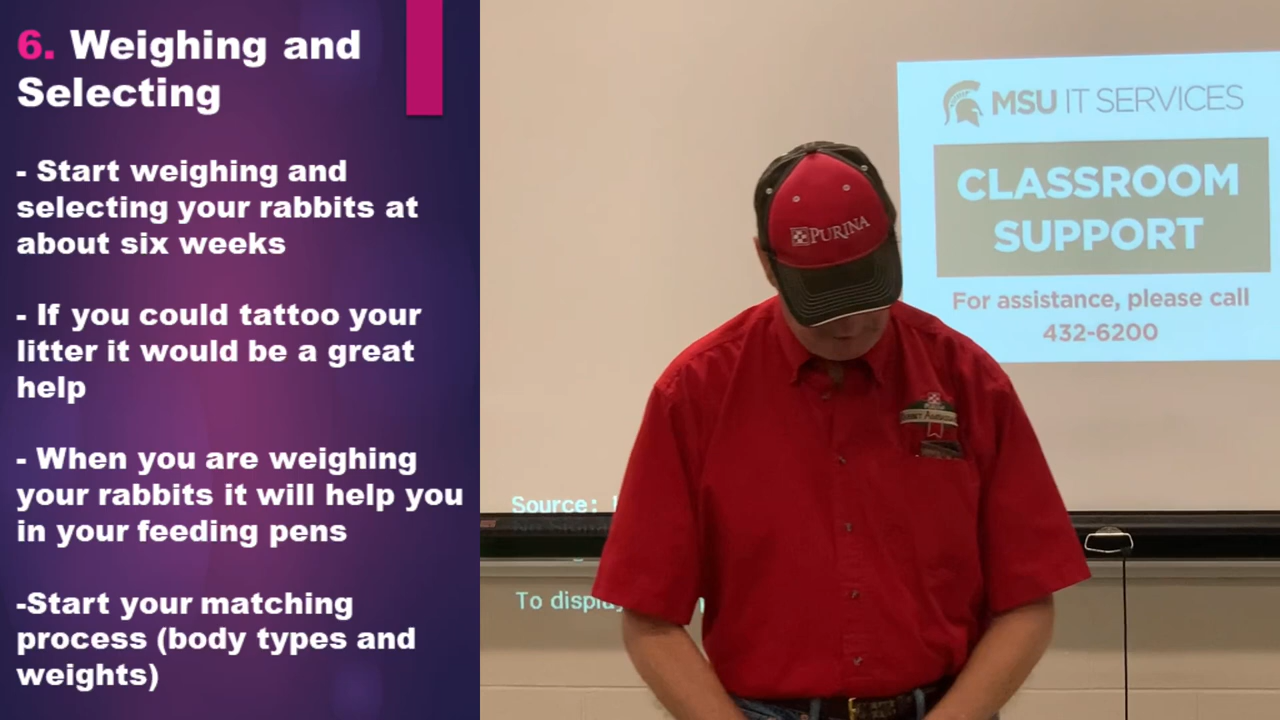 6. Weighing and
Selecting
- Start weighing and
selecting your rabbits at
about six weeks
- If you could tattoo your
litter it would be a great
help
- When you are weighing
your rabbits it will help you
in your feeding pens
-Start your matching
process (body types and
weights)
MSU IT SERVICES
CLASSROOM
SUPPORT
For assistance, please call
432-6200
PURINA
Source:
To